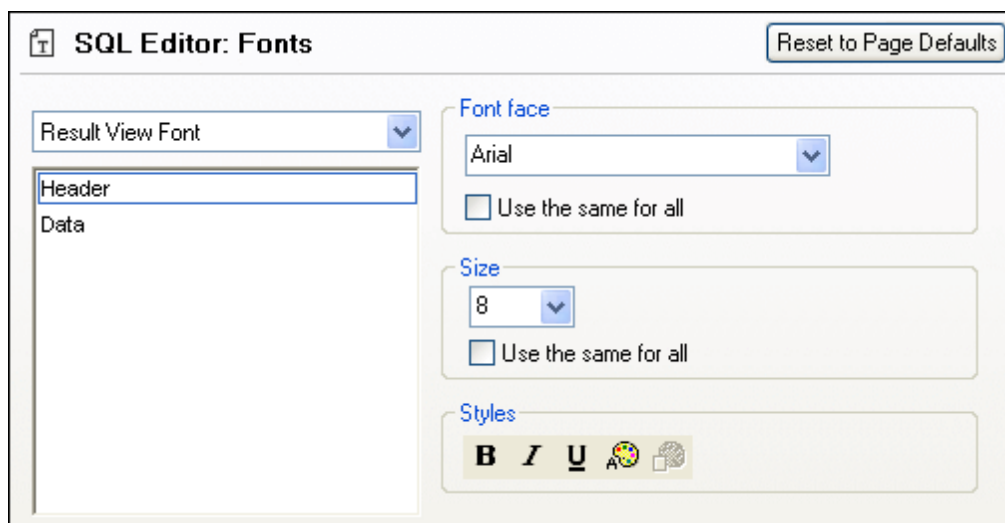 SQL Editor: Fonts
Reset to Page Defaults
Result View Font
Header
Data
Font face
Arial
Use the same for all
Size
8
Use the same for all
Styles
B I U A